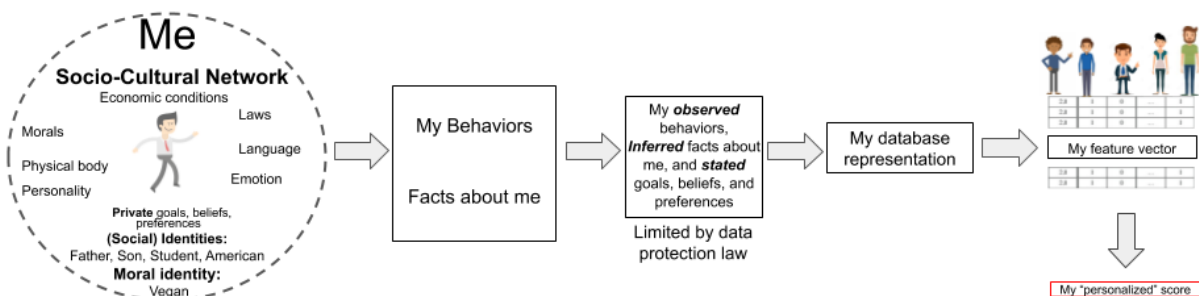 Me
Socio-Cultural Network
Economic conditions
Laws
Morals
Language
Physical body
Emotion
Personality
Private goals, beliefs,
preferences
(Social) Identities:
Father, Son, Student, American
Moral identity:
Vegan
My Behaviors
Facts about me
My observed
behaviors,
Inferred facts about
me, and stated
goals, beliefs, and
preferences
Limited by data
protection law
My database
representation
My feature vector
My "personalized" score